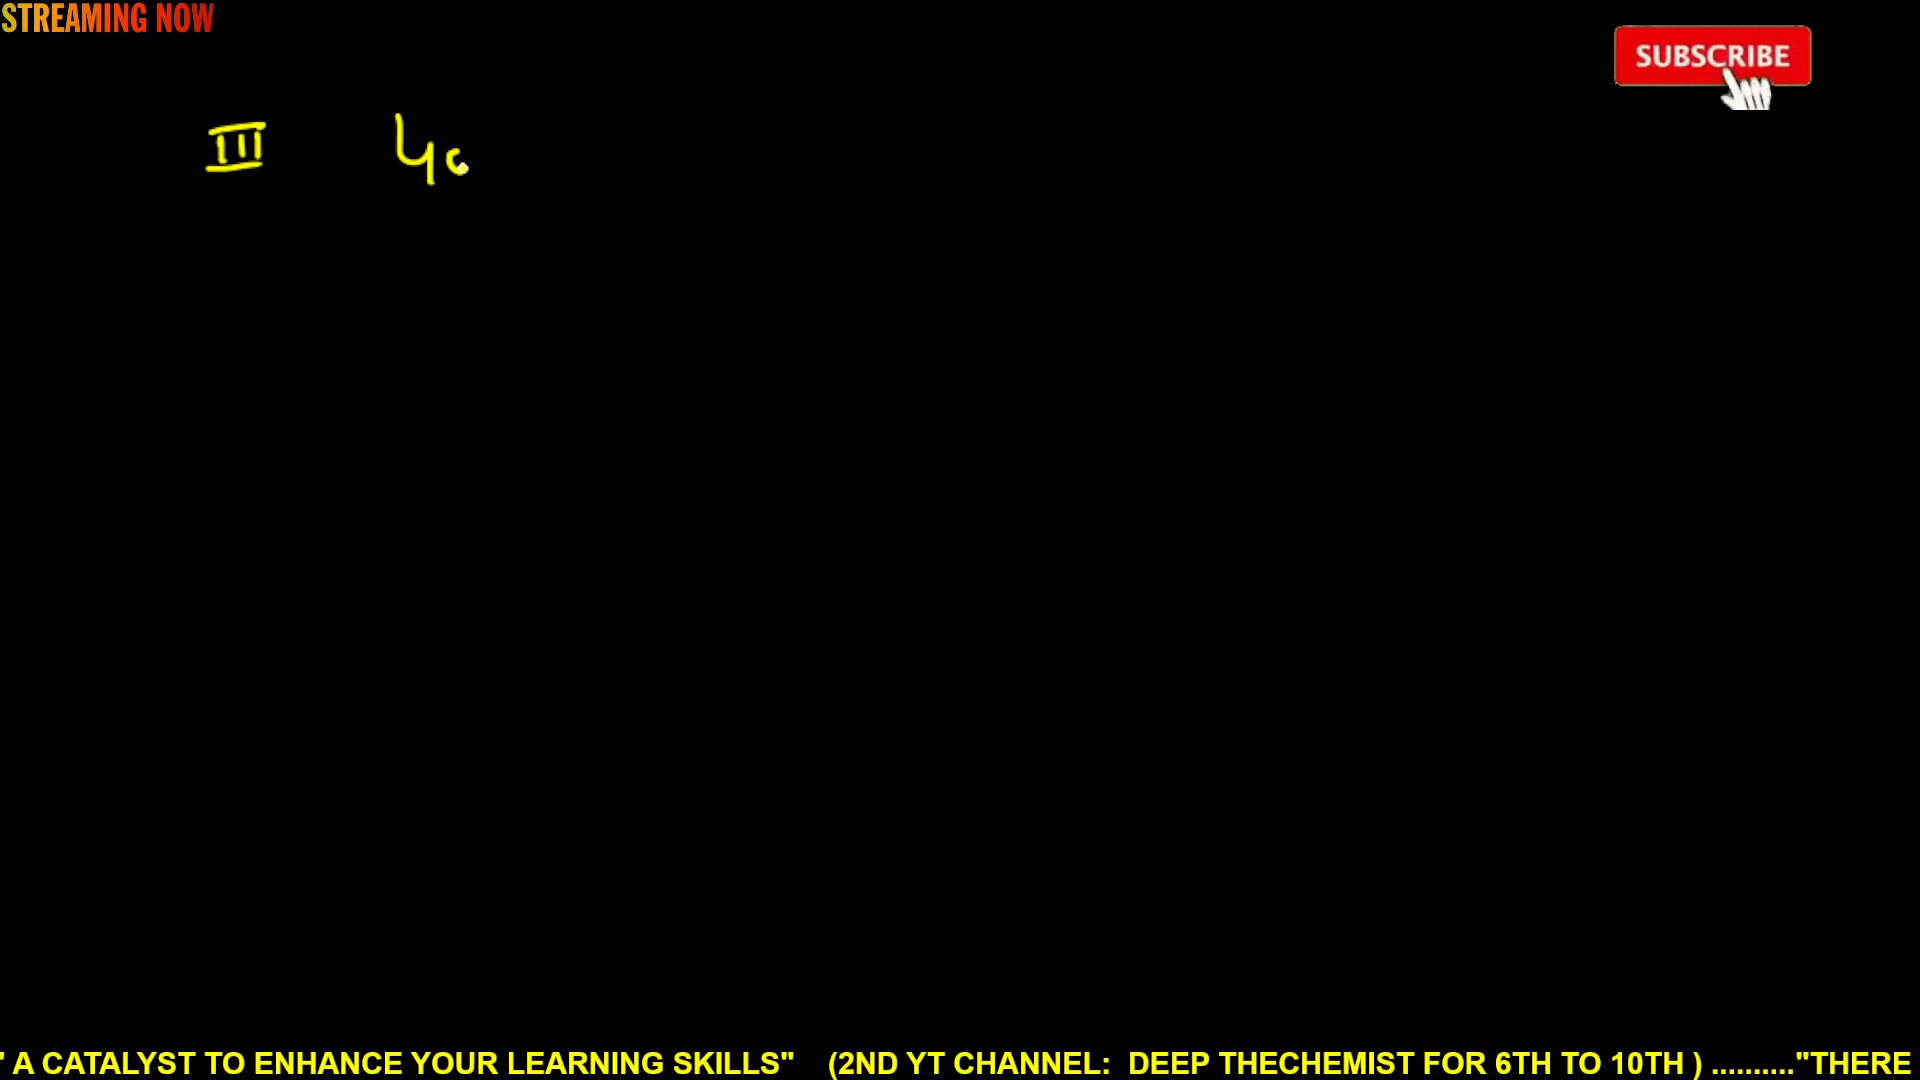 STREAMING NOW
SUBSCRIBE
III
" A CATALYST TO ENHANCE YOUR LEARNING SKILLS" (2ND YT CHANNEL: DEEP THECHEMIST FOR 6TH TO 10TH ) .........."THERE